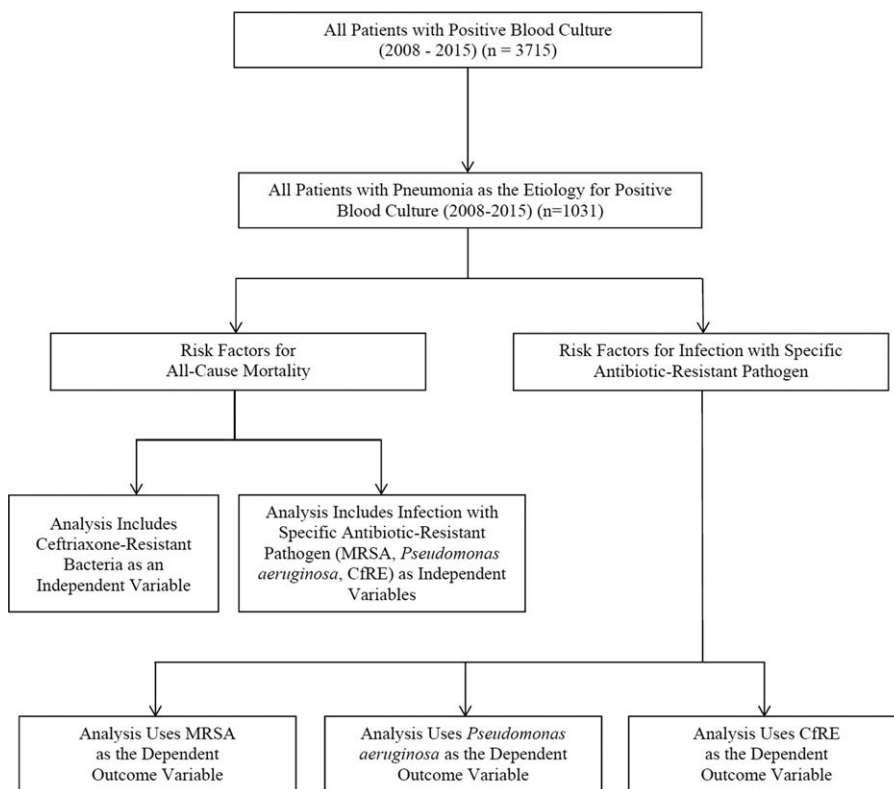 All Patients with Positive Blood Culture
(2008 - 2015) (n = 3715)
All Patients with Pneumonia as the Etiology for Positive
Blood Culture (2008-2015) (n=1031)
Risk Factors for
All-Cause Mortality
Risk Factors for Infection with Specific
Antibiotic-Resistant Pathogen
Analysis Includes
Ceftriaxone-Resistant
Bacteria as an
Independent Variable
Analysis Includes Infection with
Specific Antibiotic-Resistant
Pathogen (MRSA, Pseudomonas
aeruginosa, CfRE) as Independent
Variables
Analysis Uses MRSA
as the Dependent
Outcome Variable
Analysis Uses Pseudomonas
aeruginosa as the Dependent
Outcome Variable
Analysis Uses CfRE
as the Dependent
Outcome Variable